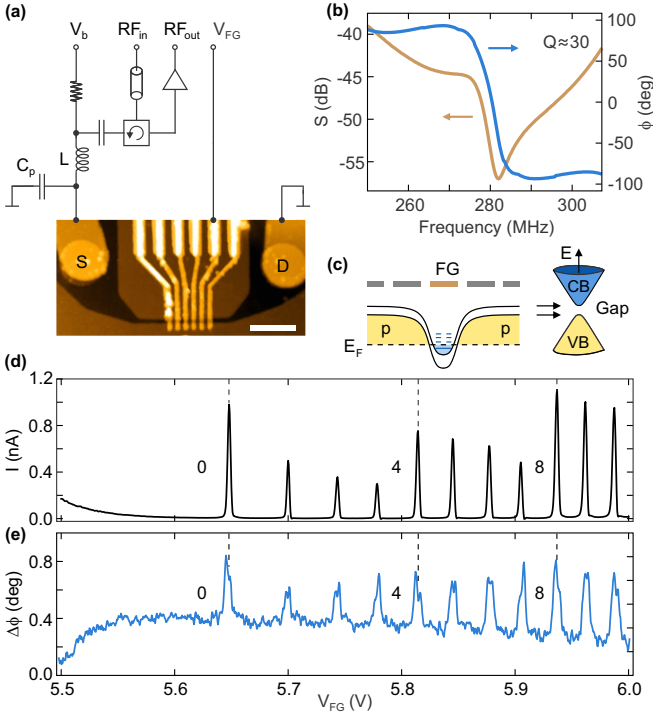 (a)
V_b RF_in RF_out V_FG
L
C_p
S D
(b)
Q≈30
-40
-45
-50
-55
S (dB)
100
50
0
-50
-100
ϕ (deg)
260 280 300
Frequency (MHz)
(c)
FG
E
CB
Gap
p p
E_F
VB
(d)
1.2
0.8
0.4
0.0
I (nA)
0 4 8
(e)
0.8
0.4
0.0
Δϕ (deg)
0 4 8
5.5 5.6 5.7 5.8 5.9 6.0
V_FG (V)